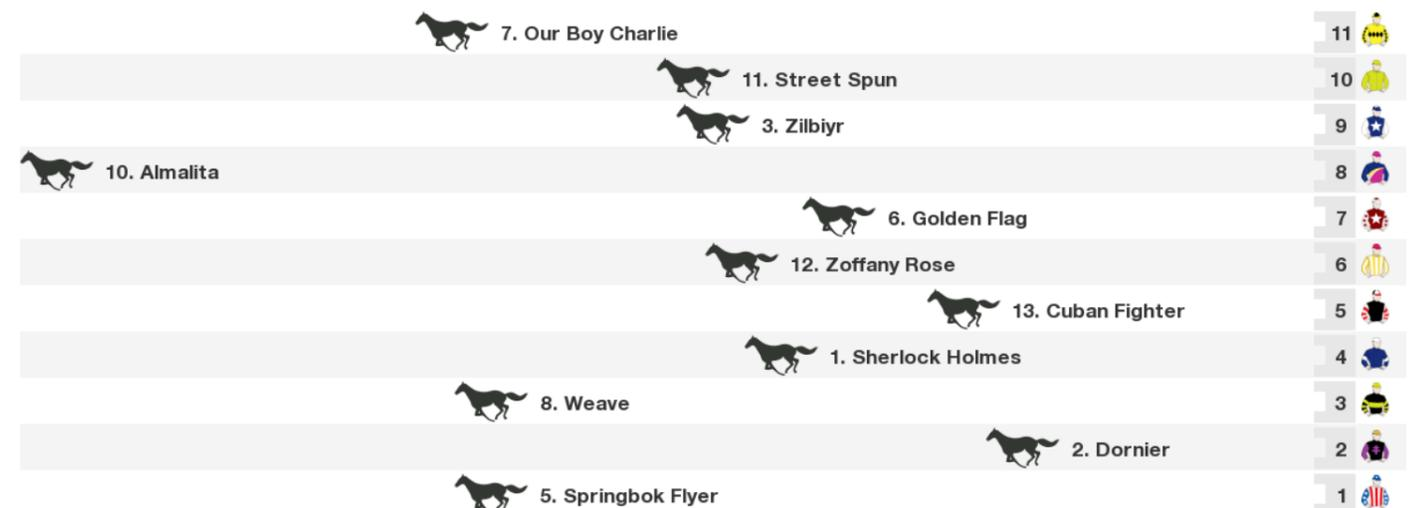 7. Our Boy Charlie 11
11. Street Spun 10
3. Zilbiyr 9
10. Almalita 8
6. Golden Flag 7
12. Zoffany Rose 6
13. Cuban Fighter 5
1. Sherlock Holmes 4
8. Weave 3
2. Dornier 2
5. Springbok Flyer 1